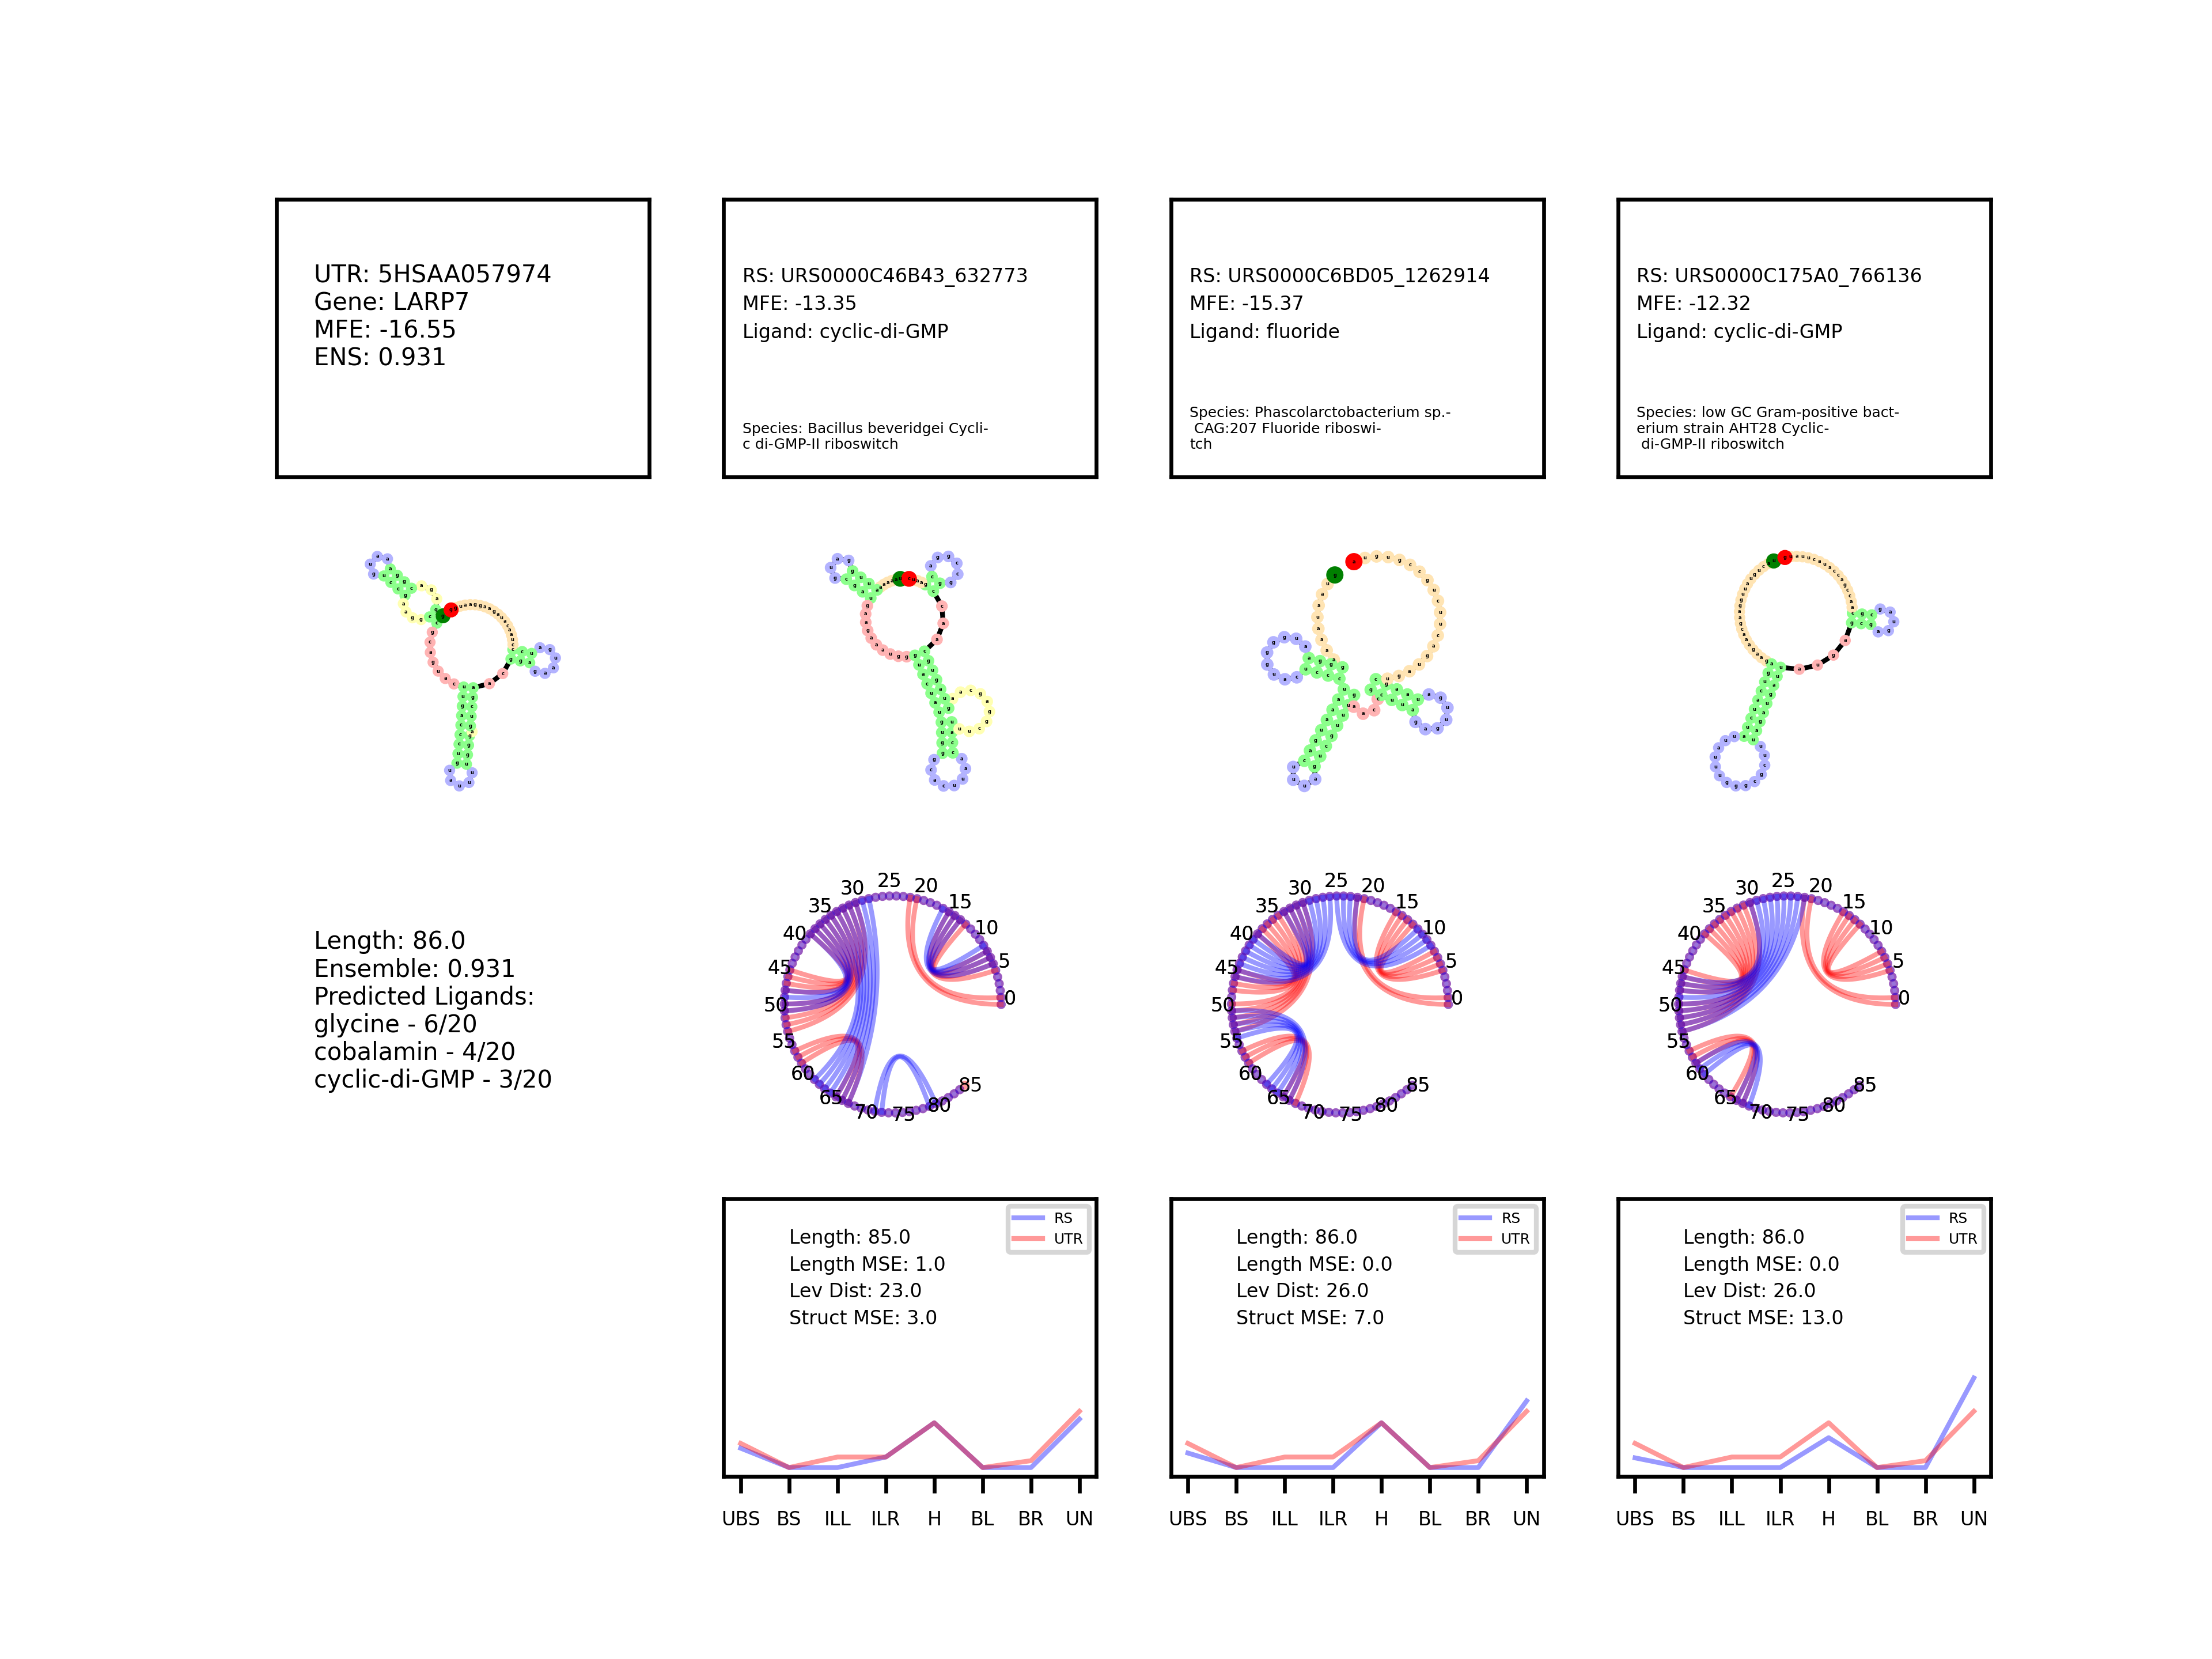 UTR: 5HSAA057974
Gene: LARP7
MFE: -16.55
ENS: 0.931
RS: URS0000C46B43_632773
MFE: -13.35
Ligand: cyclic-di-GMP
Species: Bacillus beveridgei Cycli-
c di-GMP-II riboswitch
RS: URS0000C6BD05_1262914
MFE: -15.37
Ligand: fluoride
Species: Phascolarctobacterium sp.-
CAG:207 Fluoride riboswi-
tch
RS: URS0000C175A0_766136
MFE: -12.32
Ligand: cyclic-di-GMP
Species: low GC Gram-positive bact-
erium strain AHT28 Cyclic-
di-GMP-II riboswitch
Length: 86.0
Ensemble: 0.931
Predicted Ligands:
glycine - 6/20
cobalamin - 4/20
cyclic-di-GMP - 3/20
0 5 10 15 20 25 30 35 40 45 50 55 60 65 70 75 80 85
0 5 10 15 20 25 30 35 40 45 50 55 60 65 70 75 80 85
0 5 10 15 20 25 30 35 40 45 50 55 60 65 70 75 80 85
RS
UTR
Length: 85.0
Length MSE: 1.0
Lev Dist: 23.0
Struct MSE: 3.0
UBS BS ILL ILR H BL BR UN
RS
UTR
Length: 86.0
Length MSE: 0.0
Lev Dist: 26.0
Struct MSE: 7.0
UBS BS ILL ILR H BL BR UN
RS
UTR
Length: 86.0
Length MSE: 0.0
Lev Dist: 26.0
Struct MSE: 13.0
UBS BS ILL ILR H BL BR UN